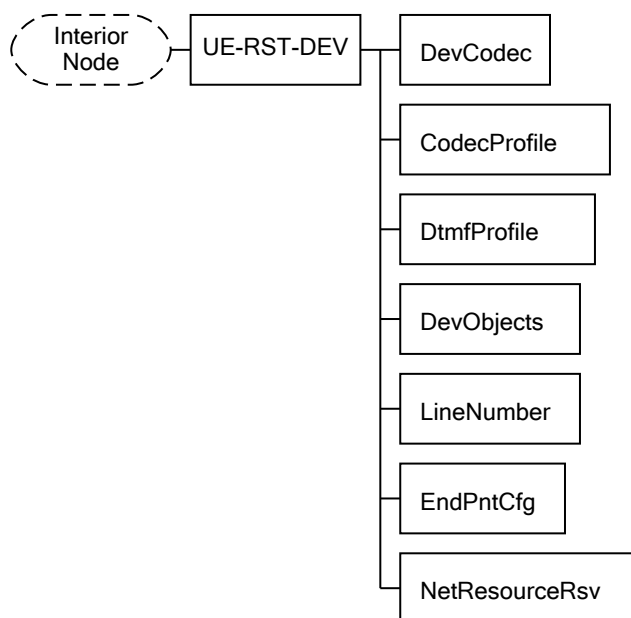 Interior
Node
UE-RST-DEV
DevCodec
CodecProfile
DtmfProfile
DevObjects
LineNumber
EndPntCfg
NetResourceRsv